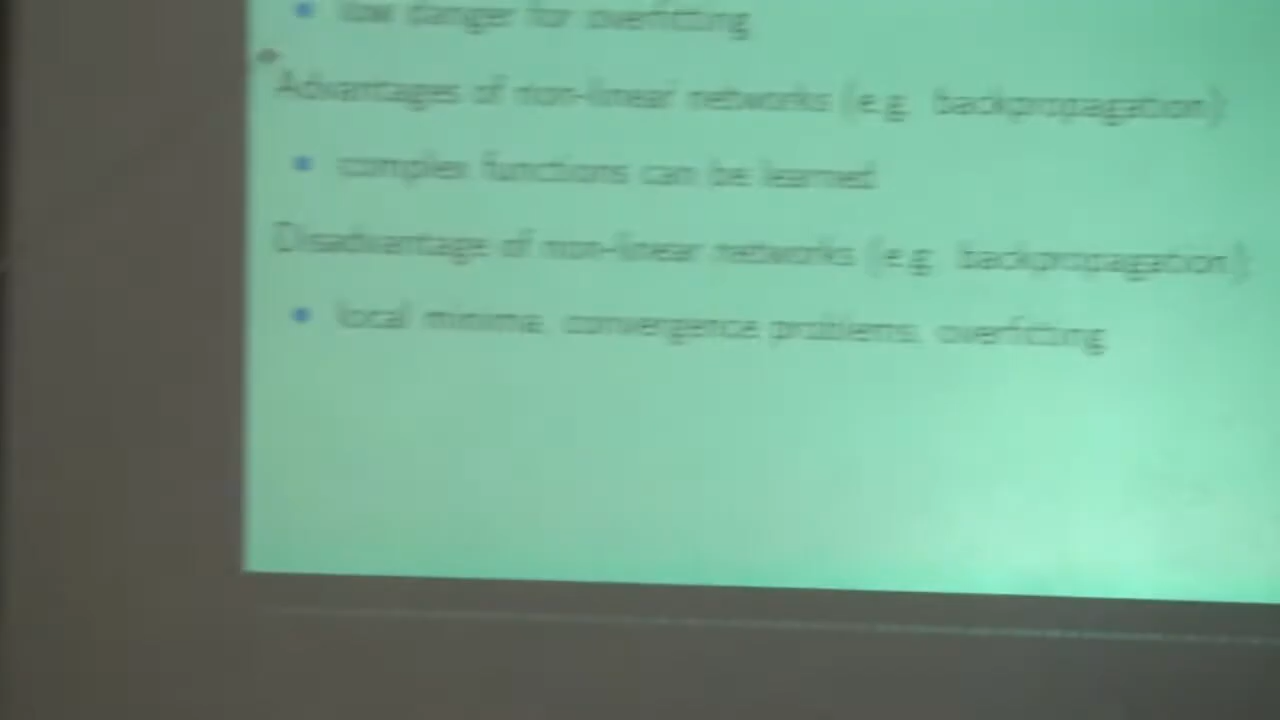 low danger for overfitting
Advantages of non-linear networks (e.g. backpropagation):
complex functions can be learned
Disadvantage of non-linear networks (e.g. backpropagation):
local minima, convergence problems, overfitting